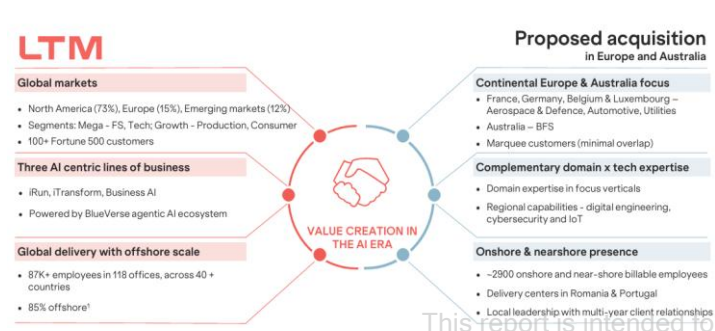 LTM
Global markets
• North America (73%), Europe (15%), Emerging markets (12%)
• Segments: Mega - FS, Tech; Growth - Production, Consumer
• 100+ Fortune 500 customers
Three AI centric lines of business
• iRun, iTransform, Business AI
• Powered by BlueVerse agentic AI ecosystem
Global delivery with offshore scale
• 87K+ employees in 118 offices, across 40 +
countries
• 85% offshore¹
VALUE CREATION IN
THE AI ERA
Proposed acquisition
in Europe and Australia
Continental Europe & Australia focus
• France, Germany, Belgium & Luxembourg –
Aerospace & Defence, Automotive, Utilities
• Australia – BFS
• Marquee customers (minimal overlap)
Complementary domain x tech expertise
• Domain expertise in focus verticals
• Regional capabilities - digital engineering,
cybersecurity and IoT
Onshore & nearshore presence
• ~2900 onshore and near-shore billable employees
• Delivery centers in Romania & Portugal
• Local leadership with multi-year client relationships
This report is intended to